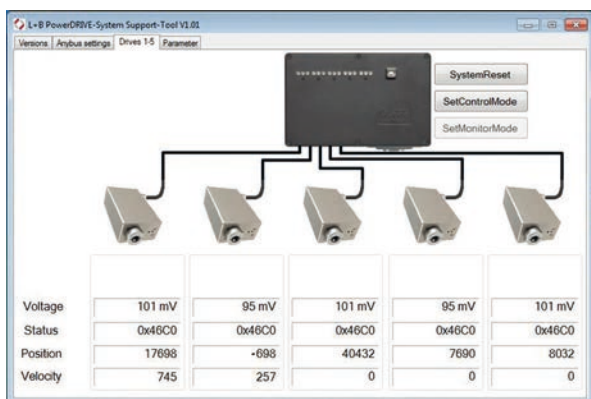 L+B PowerDRIVE-System Support-Tool V1.01
Versions Anybus settings Drives 1-5 Parameter
SystemReset
SetControlMode
SetMonitorMode
Voltage 101 mV 95 mV 101 mV 95 mV 101 mV
Status 0x46C0 0x46C0 0x46C0 0x46C0 0x46C0
Position 17698 -698 40432 7690 8032
Velocity 745 257 0 0 0